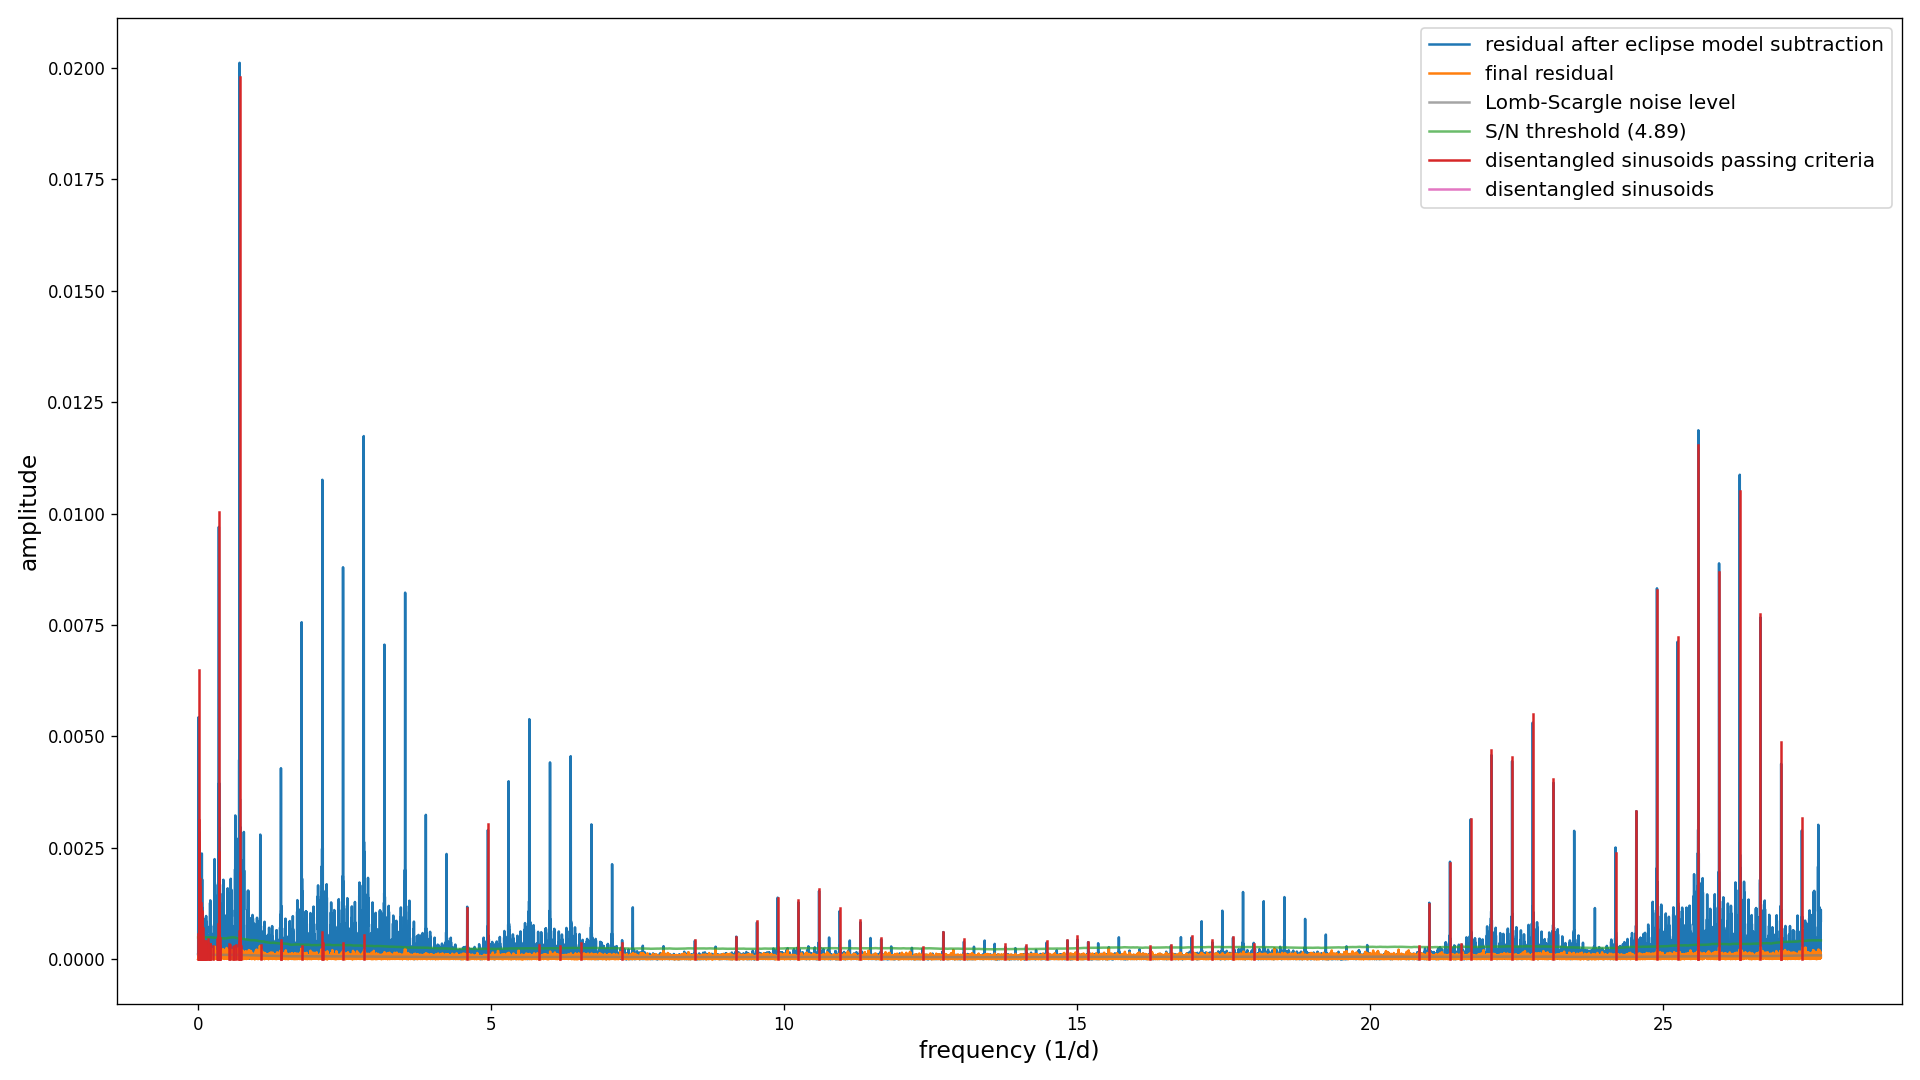 residual after eclipse model subtraction
final residual
Lomb-Scargle noise level
S/N threshold (4.89)
disentangled sinusoids passing criteria
disentangled sinusoids
0.0200
0.0175
0.0150
0.0125
0.0100
0.0075
0.0050
0.0025
0.0000
amplitude
0 5 10 15 20 25
frequency (1/d)